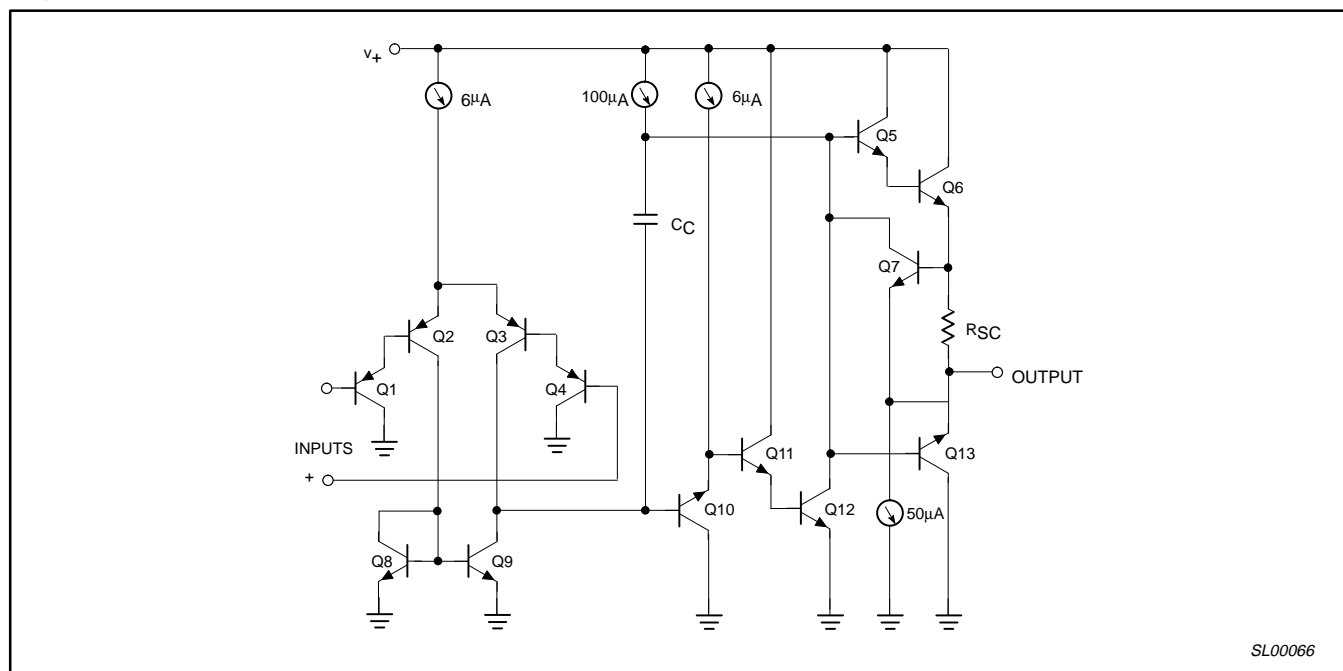 V+
6µA
100µA
6µA
Q5
Q6
CC
Q7
Q2
Q3
RSC
Q1
Q4
OUTPUT
INPUTS
+
Q11
Q13
Q10
Q12
50µA
Q8
Q9
SL00066